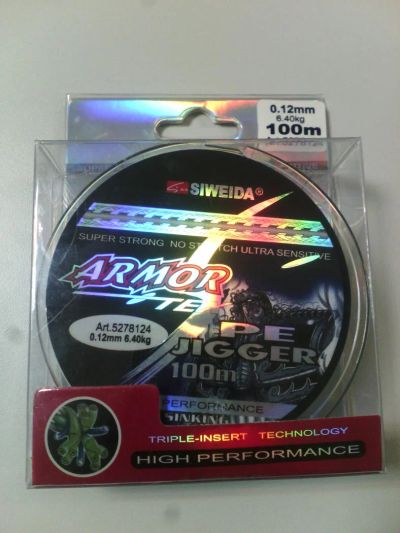 0.12mm
6.40kg
100m
SIWEIDA®
SUPER STRONG NO STRETCH ULTRA SENSITIVE
ARMOR
Art.5278124
0.12mm 6.40kg
PE
JIGGER
100m
PERFORMANCE
SINKING
TRIPLE-INSERT TECHNOLOGY
HIGH PERFORMANCE